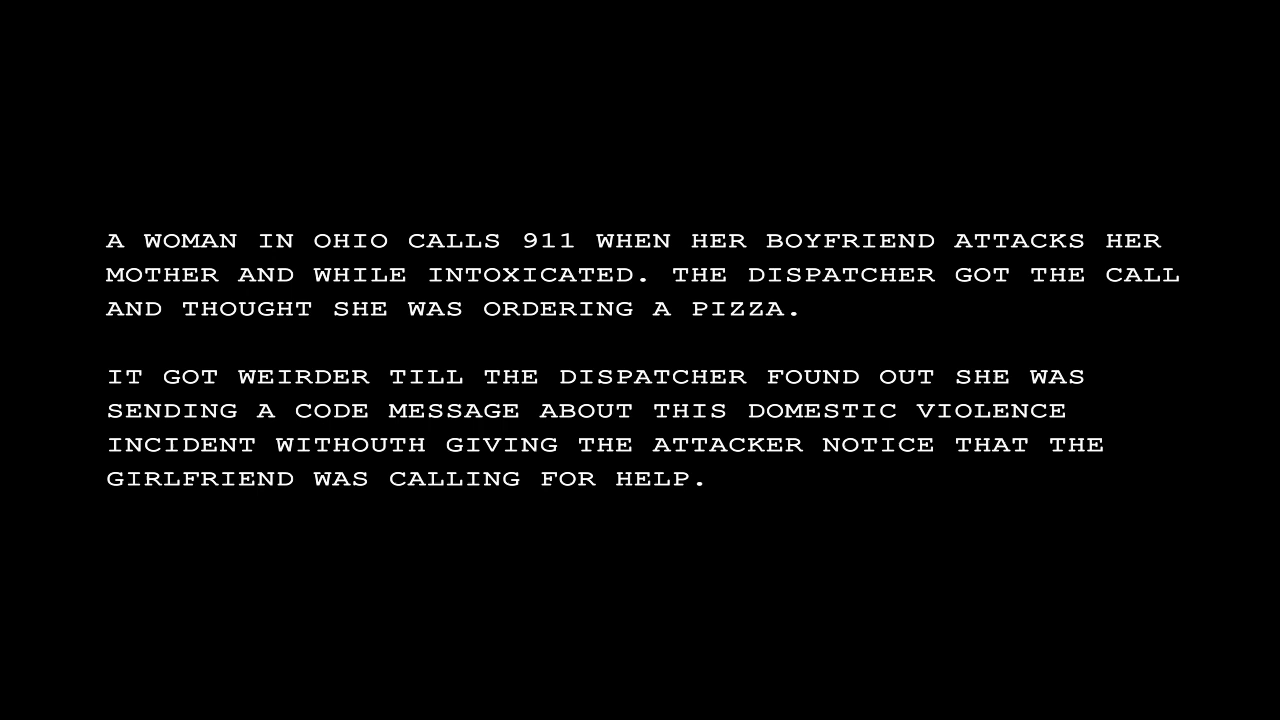 A WOMAN IN OHIO CALLS 911 WHEN HER BOYFRIEND ATTACKS HER
MOTHER AND WHILE INTOXICATED. THE DISPATCHER GOT THE CALL
AND THOUGHT SHE WAS ORDERING A PIZZA.
IT GOT WEIRDER TILL THE DISPATCHER FOUND OUT SHE WAS
SENDING A CODE MESSAGE ABOUT THIS DOMESTIC VIOLENCE
INCIDENT WITHOUTH GIVING THE ATTACKER NOTICE THAT THE
GIRLFRIEND WAS CALLING FOR HELP.